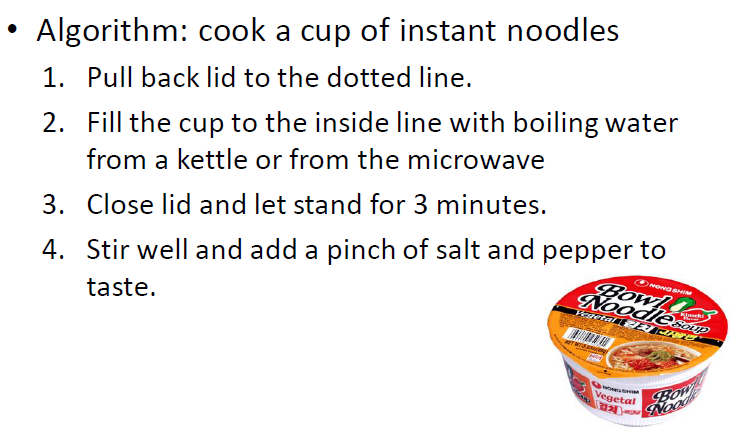 • Algorithm: cook a cup of instant noodles
1. Pull back lid to the dotted line.
2. Fill the cup to the inside line with boiling water
from a kettle or from the microwave
3. Close lid and let stand for 3 minutes.
4. Stir well and add a pinch of salt and pepper to
taste.
NONGSHIM
Bowl
Noodle Soup
Kimchi
Vegetal
NONGSHIM
Vegetal
김치
Bowl
Noodle